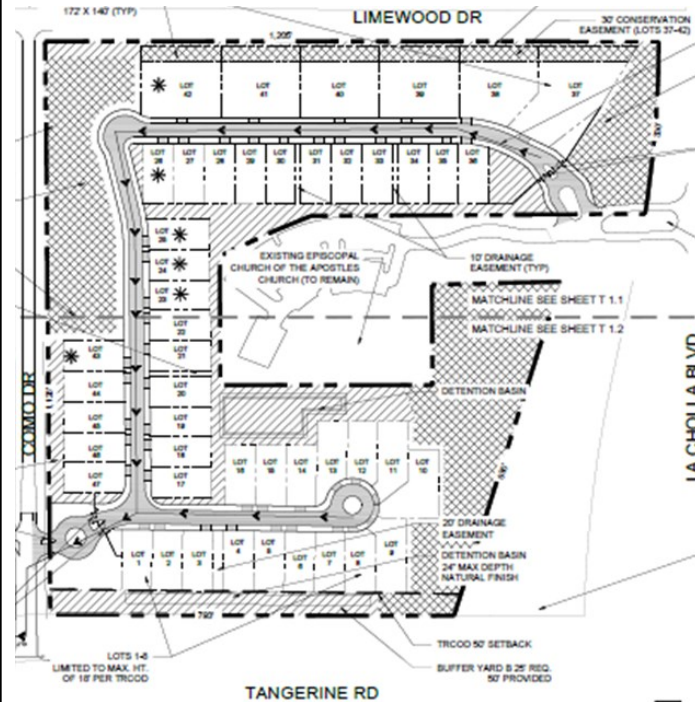 172' X 140' (TYP)
LIMEWOOD DR
30' CONSERVATION
EASEMENT (LOTS 37-42)
1,205'
LOT
42
LOT
41
LOT
40
LOT
39
LOT
38
LOT
37
LOT
26
LOT
27
LOT
28
LOT
29
LOT
30
LOT
31
LOT
32
LOT
33
LOT
34
LOT
35
LOT
36
LOT
25
LOT
24
LOT
23
LOT
22
LOT
21
LOT
20
LOT
19
LOT
18
LOT
17
EXISTING EPISCOPAL
CHURCH OF THE APOSTLES
CHURCH (TO REMAIN)
10' DRAINAGE
EASEMENT (TYP)
MATCHLINE SEE SHEET T 1.1
MATCHLINE SEE SHEET T 1.2
LOT
43
LOT
44
LOT
45
LOT
46
LOT
47
COMO DR
LA CHOLLA BLVD
DETENTION BASIN
LOT
16
LOT
15
LOT
14
LOT
13
LOT
12
LOT
11
LOT
10
20' DRAINAGE
EASEMENT
DETENTION BASIN
24" MAX DEPTH
NATURAL FINISH
LOT
1
LOT
2
LOT
3
LOT
4
LOT
5
LOT
6
LOT
7
LOT
8
LOT
9
790'
TRCOD 50' SETBACK
LOTS 1-8
LIMITED TO MAX. HT.
OF 18' PER TRCOD
BUFFER YARD B 25' REQ.
50' PROVIDED
TANGERINE RD